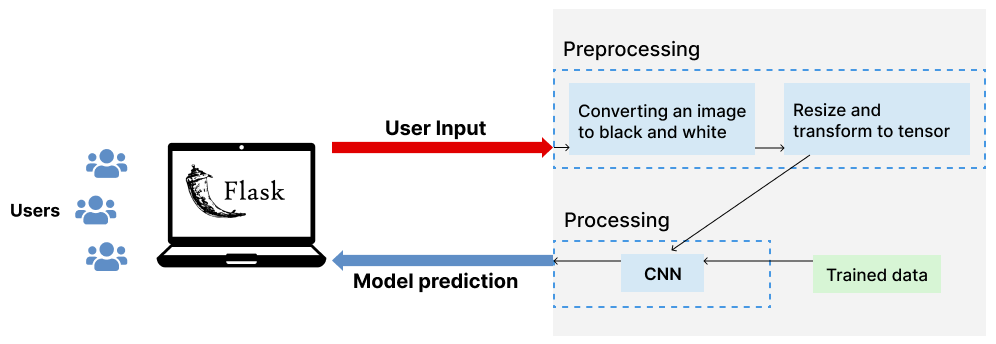 Preprocessing
Converting an image
to black and white
Resize and
transform to tensor
User Input
Flask
Users
Processing
CNN
Trained data
Model prediction